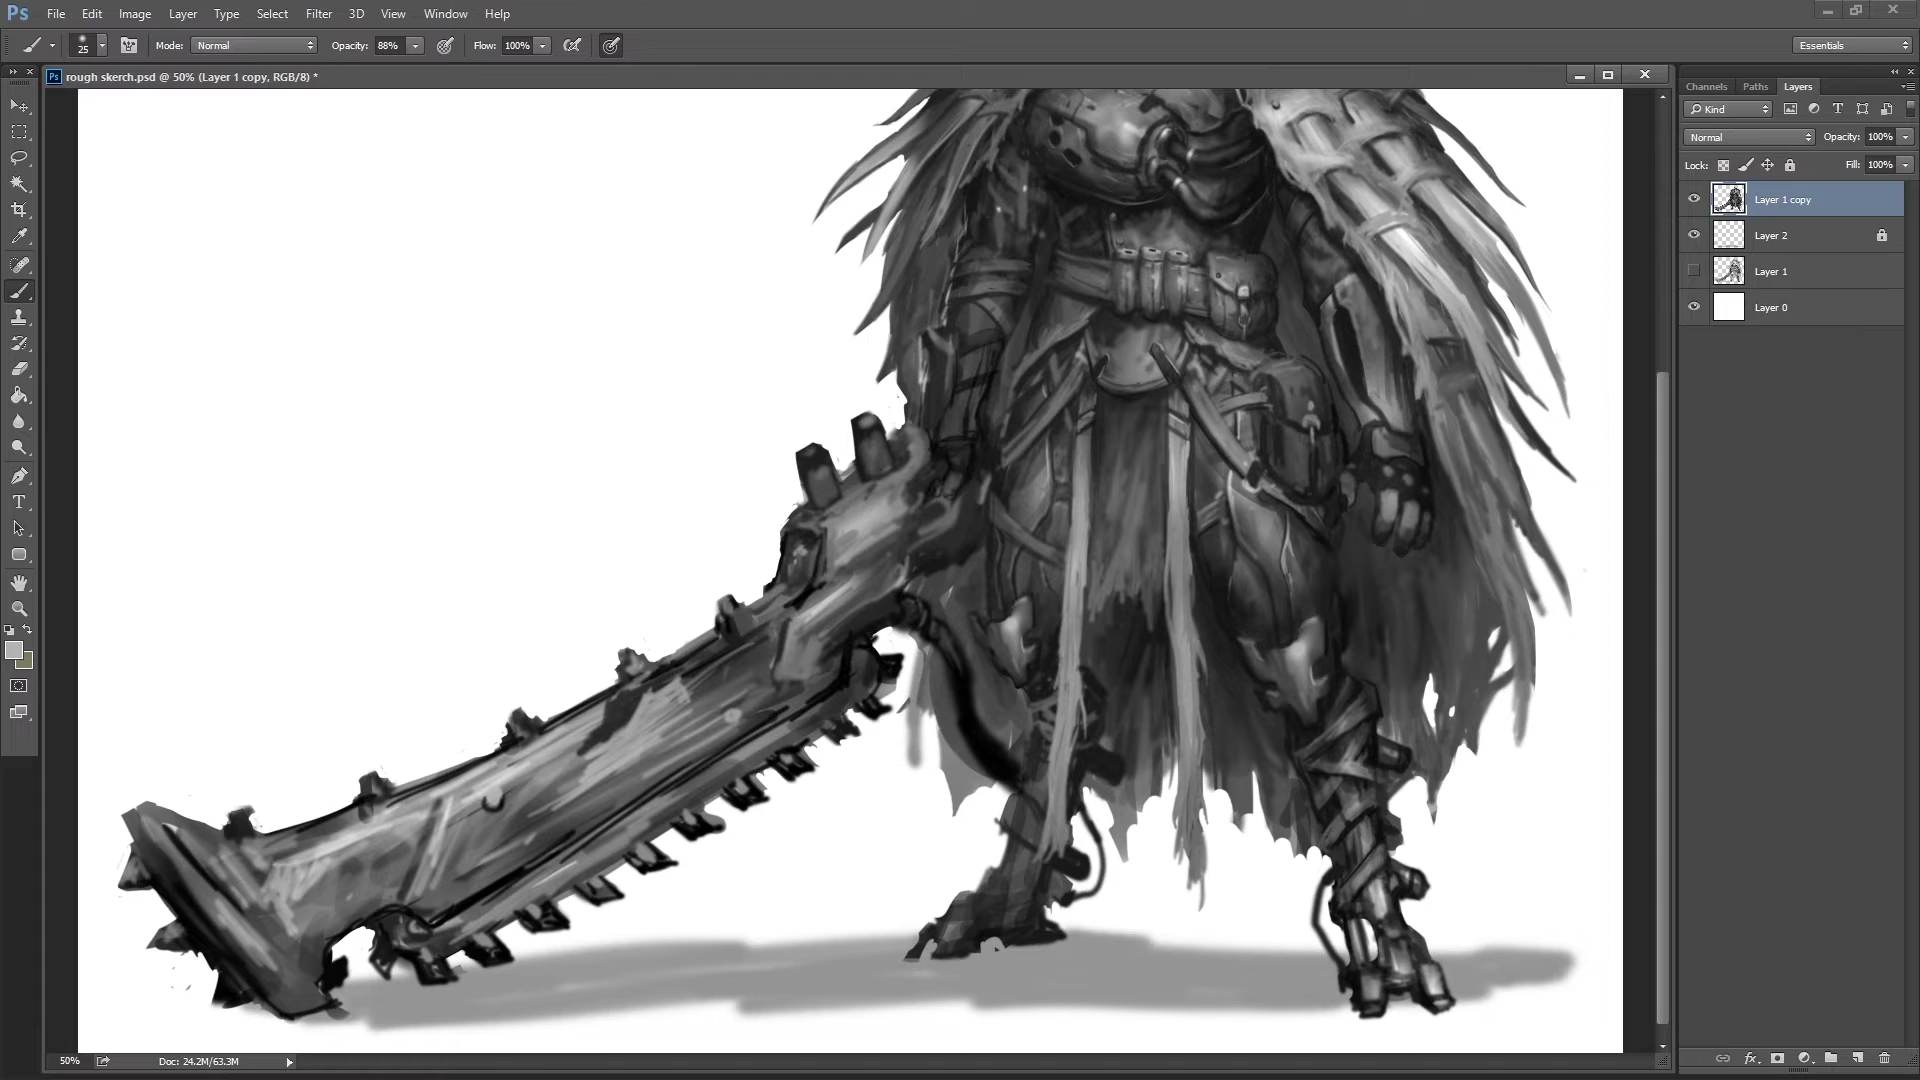 Ps File Edit Image Layer Type Select Filter 3D View Window Help
25 Mode: Normal Opacity: 88% Flow: 100% Essentials
Ps rough skerch.psd @ 50% (Layer 1 copy, RGB/8) *
Channels Paths Layers
Kind T
Normal Opacity: 100%
Lock: Fill: 100%
Layer 1 copy
Layer 2
Layer 1
Layer 0
T
50% Doc: 24.2M/63.3M
fx